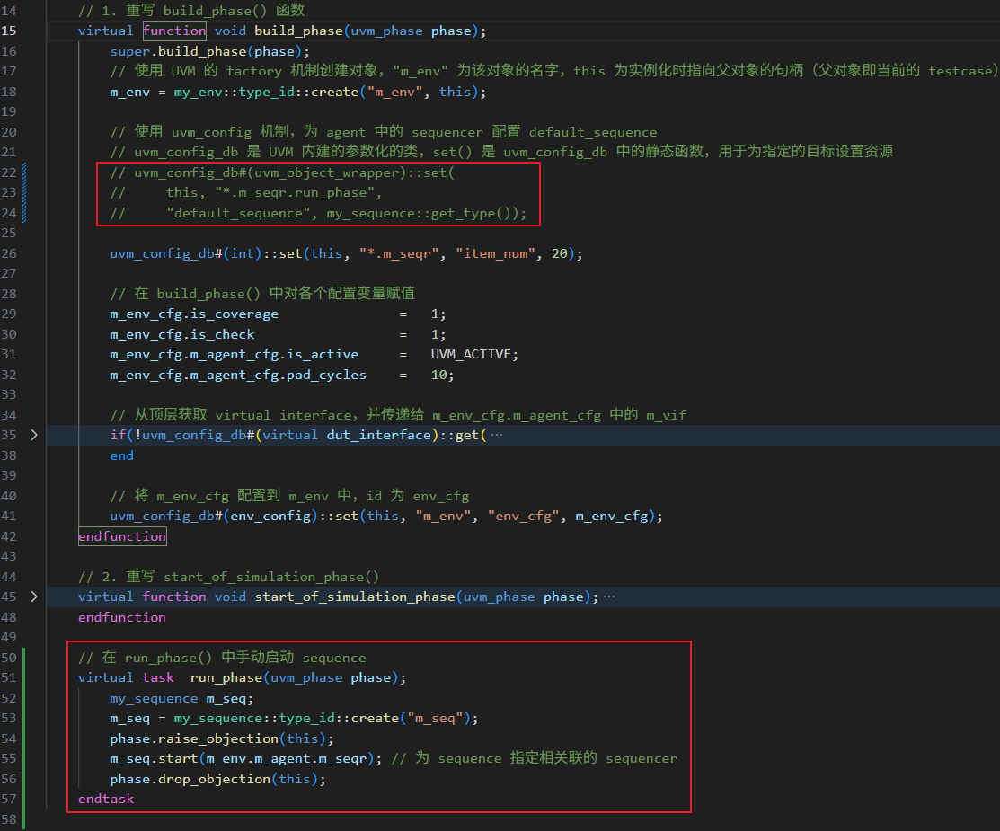 14 // 1. 重写 build_phase() 函数
15 virtual function void build_phase(uvm_phase phase);
16 super.build_phase(phase);
17 // 使用 UVM 的 factory 机制创建对象，"m_env" 为该对象的名字，this 为实例化时指向父对象的句柄（父对象即当前的 testcase）
18 m_env = my_env::type_id::create("m_env", this);
19
20 // 使用 uvm_config 机制，为 agent 中的 sequencer 配置 default_sequence
21 // uvm_config_db 是 UVM 内建的参数化的类，set() 是 uvm_config_db 中的静态函数，用于为指定的目标设置资源
22 // uvm_config_db#(uvm_object_wrapper)::set(
23 //     this, "*.m_seqr.run_phase",
24 //     "default_sequence", my_sequence::get_type());
25
26 uvm_config_db#(int)::set(this, "*.m_seqr", "item_num", 20);
27
28 // 在 build_phase() 中对各个配置变量赋值
29 m_env_cfg.is_coverage = 1;
30 m_env_cfg.is_check = 1;
31 m_env_cfg.m_agent_cfg.is_active = UVM_ACTIVE;
32 m_env_cfg.m_agent_cfg.pad_cycles = 10;
33
34 // 从顶层获取 virtual interface，并传递给 m_env_cfg.m_agent_cfg 中的 m_vif
35 if(!uvm_config_db#(virtual dut_interface)::get( ···
38 end
39
40 // 将 m_env_cfg 配置到 m_env 中，id 为 env_cfg
41 uvm_config_db#(env_config)::set(this, "m_env", "env_cfg", m_env_cfg);
42 endfunction
43
44 // 2. 重写 start_of_simulation_phase()
45 virtual function void start_of_simulation_phase(uvm_phase phase); ···
48 endfunction
49
50 // 在 run_phase() 中手动启动 sequence
51 virtual task  run_phase(uvm_phase phase);
52 my_sequence m_seq;
53 m_seq = my_sequence::type_id::create("m_seq");
54 phase.raise_objection(this);
55 m_seq.start(m_env.m_agent.m_seqr); // 为 sequence 指定相关联的 sequencer
56 phase.drop_objection(this);
57 endtask
58